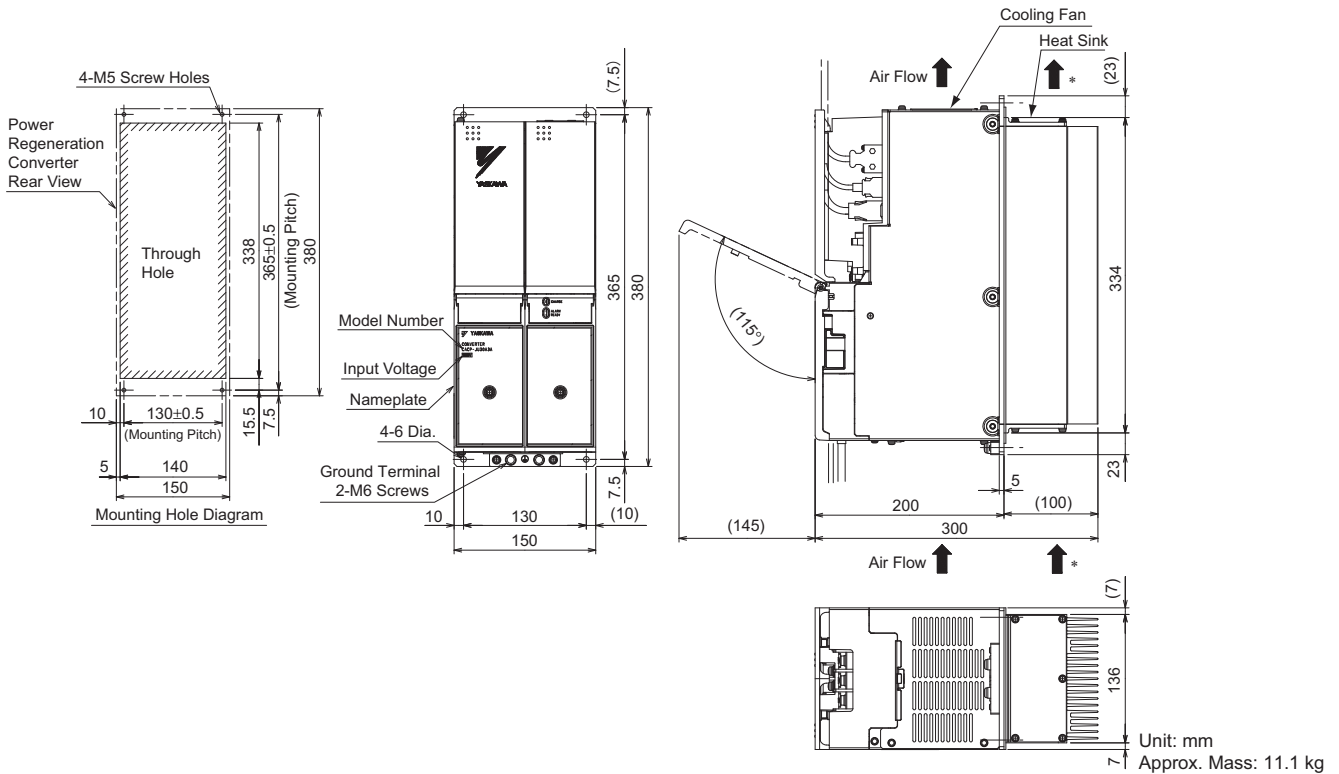 Cooling Fan
Heat Sink
Air Flow
*
(23)
4-M5 Screw Holes
(7.5)
Power
Regeneration
Converter
Rear View
Through
Hole
338
365±0.5
(Mounting Pitch)
380
YASKAWA
365
380
(115°)
334
Model Number
Input Voltage
Nameplate
4-6 Dia.
Ground Terminal
2-M6 Screws
CHARGE
YASKAWA
CONVERTER
10
130±0.5
(Mounting Pitch)
15.5
7.5
5
140
150
Mounting Hole Diagram
7.5
10
130
(10)
150
23
5
200
(100)
(145)
300
Air Flow
*
(7)
136
7
Unit: mm
Approx. Mass: 11.1 kg